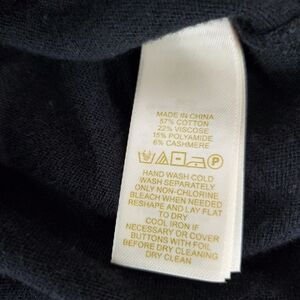 MADE IN CHINA
57% COTTON
22% VISCOSE
15% POLYAMIDE
6% CASHMERE
P
HAND WASH COLD
WASH SEPARATELY
ONLY NON-CHLORINE
BLEACH WHEN NEEDED
RESHAPE AND LAY FLAT
TO DRY
COOL IRON IF
NECESSARY OR COVER
BUTTONS WITH FOIL
BEFORE DRY CLEANING
DRY CLEAN